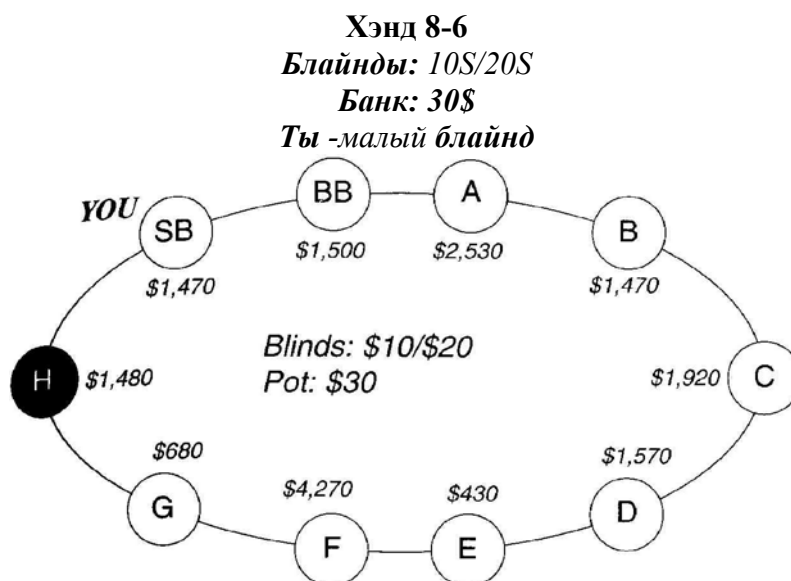 Хэнд 8-6
Блайнды: 10S/20S
Банк: 30$
Ты -малый блайнд
YOU
SB
$1,470
BB
$1,500
A
$2,530
B
$1,470
H
$1,480
Blinds: $10/$20
Pot: $30
$1,920
C
$680
G
$4,270
F
$430
E
$1,570
D